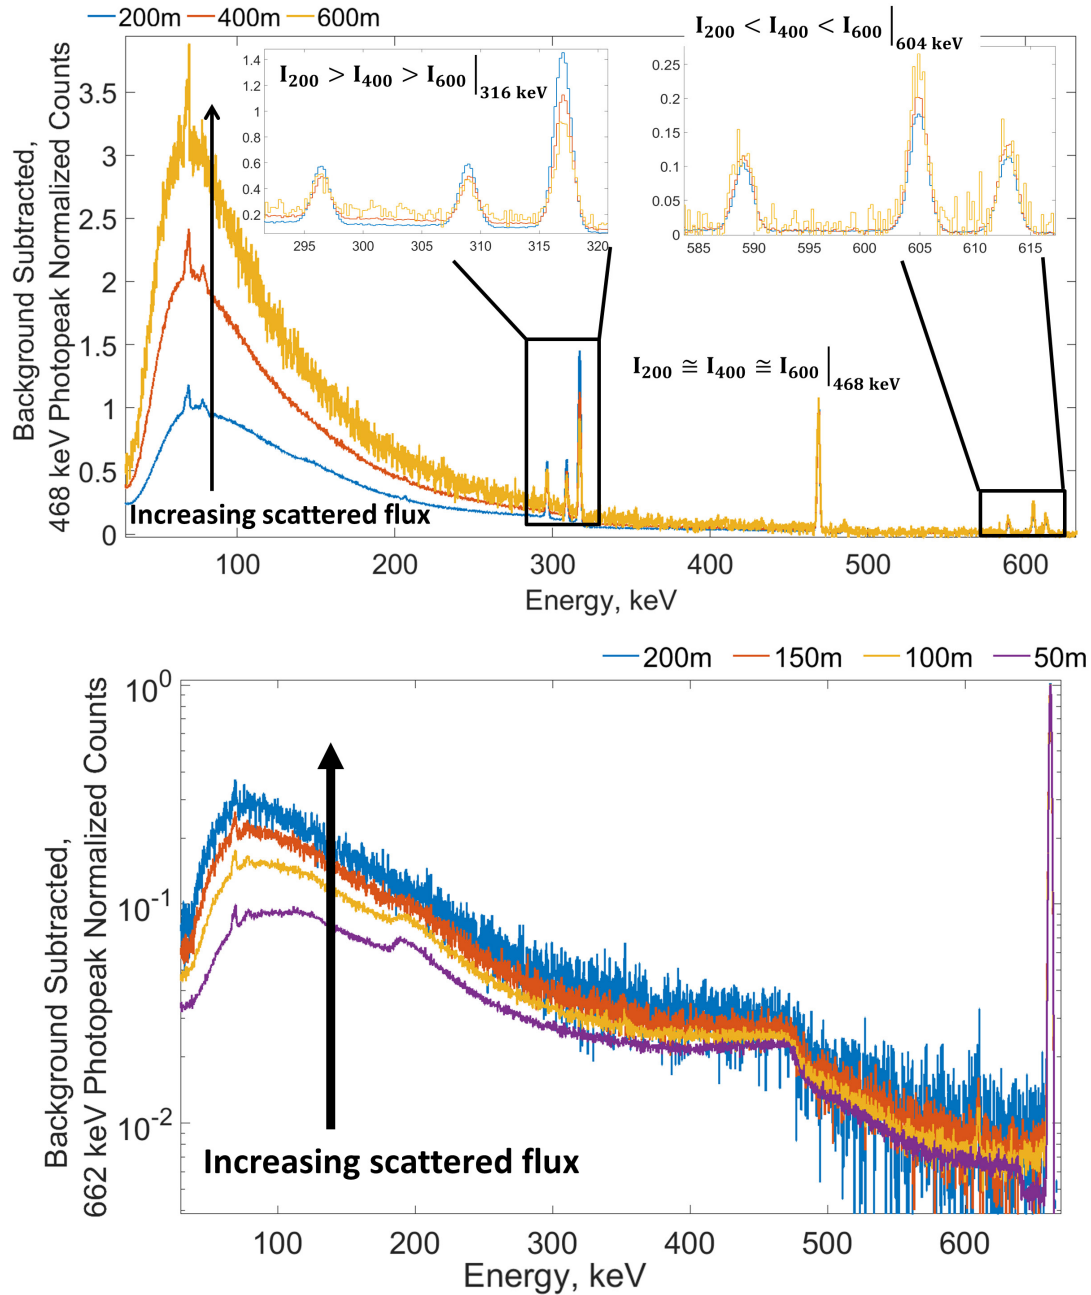 200m 400m 600m
Background Subtracted,
468 keV Photopeak Normalized Counts
3.5
3
2.5
2
1.5
1
0.5
0
100 200 300 400 500 600
Energy, keV
Increasing scattered flux
I200 > I400 > I600 |316 keV
1.4
1.2
1
0.8
0.6
0.4
0.2
295 300 305 310 315 320
I200 < I400 < I600 |604 keV
0.25
0.2
0.15
0.1
0.05
0
585 590 595 600 605 610 615
I200 ≅ I400 ≅ I600 |468 keV
200m 150m 100m 50m
Background Subtracted,
662 keV Photopeak Normalized Counts
10^0
10^-1
10^-2
Increasing scattered flux
100 200 300 400 500 600
Energy, keV